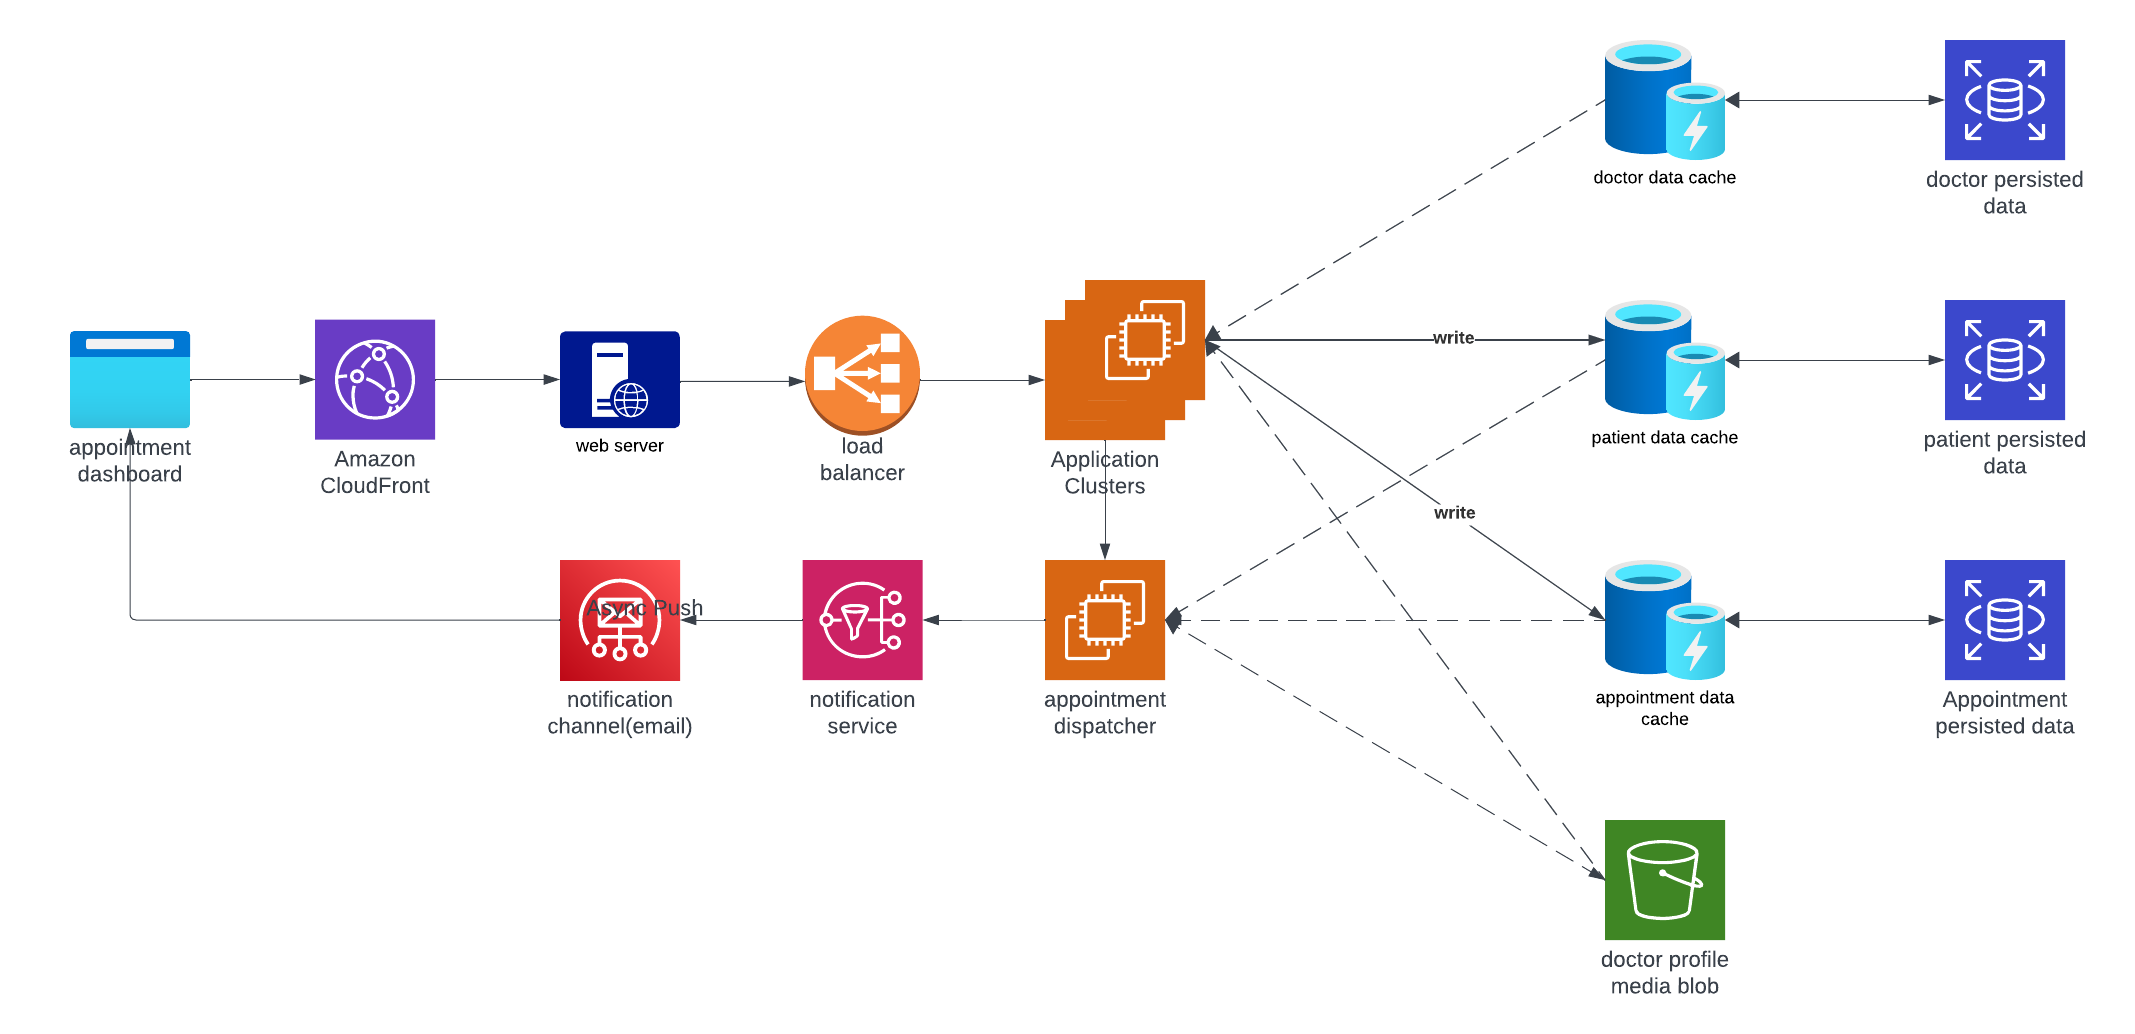 doctor data cache
doctor persisted
data
write
patient data cache
patient persisted
data
appointment
dashboard
Amazon
CloudFront
web server
load
balancer
Application
Clusters
write
Async Push
notification
channel(email)
notification
service
appointment
dispatcher
appointment data
cache
Appointment
persisted data
doctor profile
media blob